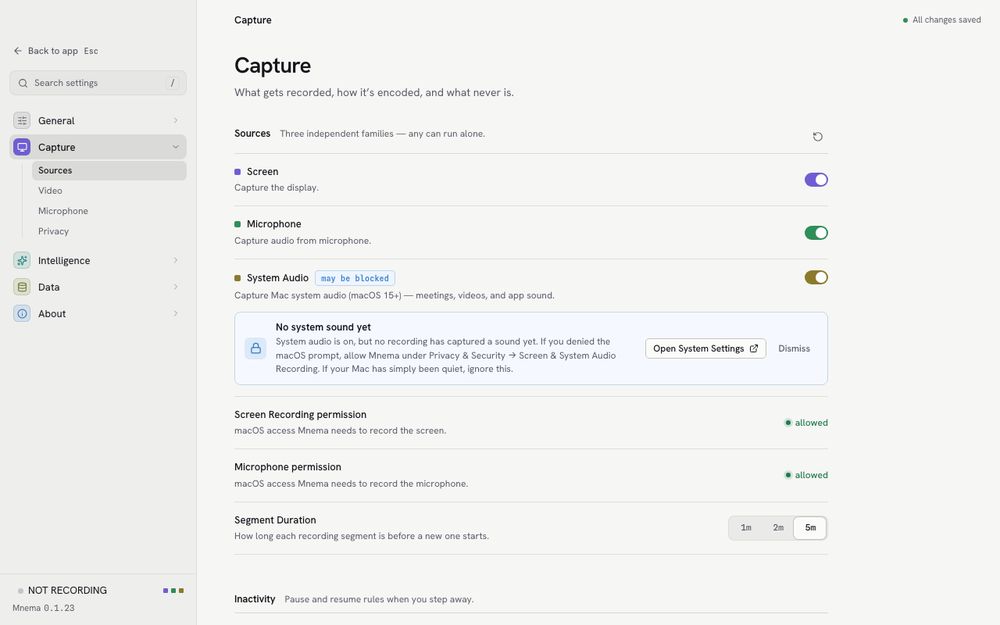 Capture
All changes saved
Back to app Esc
Search settings /
General
Capture
Sources
Video
Microphone
Privacy
Intelligence
Data
About
NOT RECORDING
Mnema 0.1.23
Capture
What gets recorded, how it’s encoded, and what never is.
Sources Three independent families — any can run alone.
Screen
Capture the display.
Microphone
Capture audio from microphone.
System Audio may be blocked
Capture Mac system audio (macOS 15+) — meetings, videos, and app sound.
No system sound yet
System audio is on, but no recording has captured a sound yet. If you denied the
macOS prompt, allow Mnema under Privacy & Security → Screen & System Audio
Recording. If your Mac has simply been quiet, ignore this.
Open System Settings
Dismiss
Screen Recording permission
macOS access Mnema needs to record the screen.
allowed
Microphone permission
macOS access Mnema needs to record the microphone.
allowed
Segment Duration
How long each recording segment is before a new one starts.
1m 2m 5m
Inactivity Pause and resume rules when you step away.